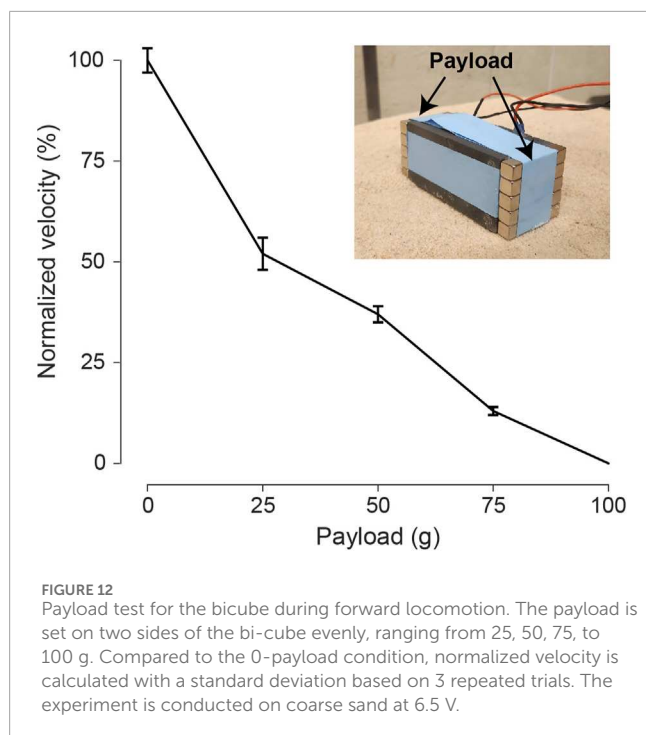 Payload
100
75
50
25
0
Normalized velocity (%)
0
25
50
75
100
Payload (g)
FIGURE 12
Payload test for the bicube during forward locomotion. The payload is
set on two sides of the bi-cube evenly, ranging from 25, 50, 75, to
100 g. Compared to the 0-payload condition, normalized velocity is
calculated with a standard deviation based on 3 repeated trials. The
experiment is conducted on coarse sand at 6.5 V.